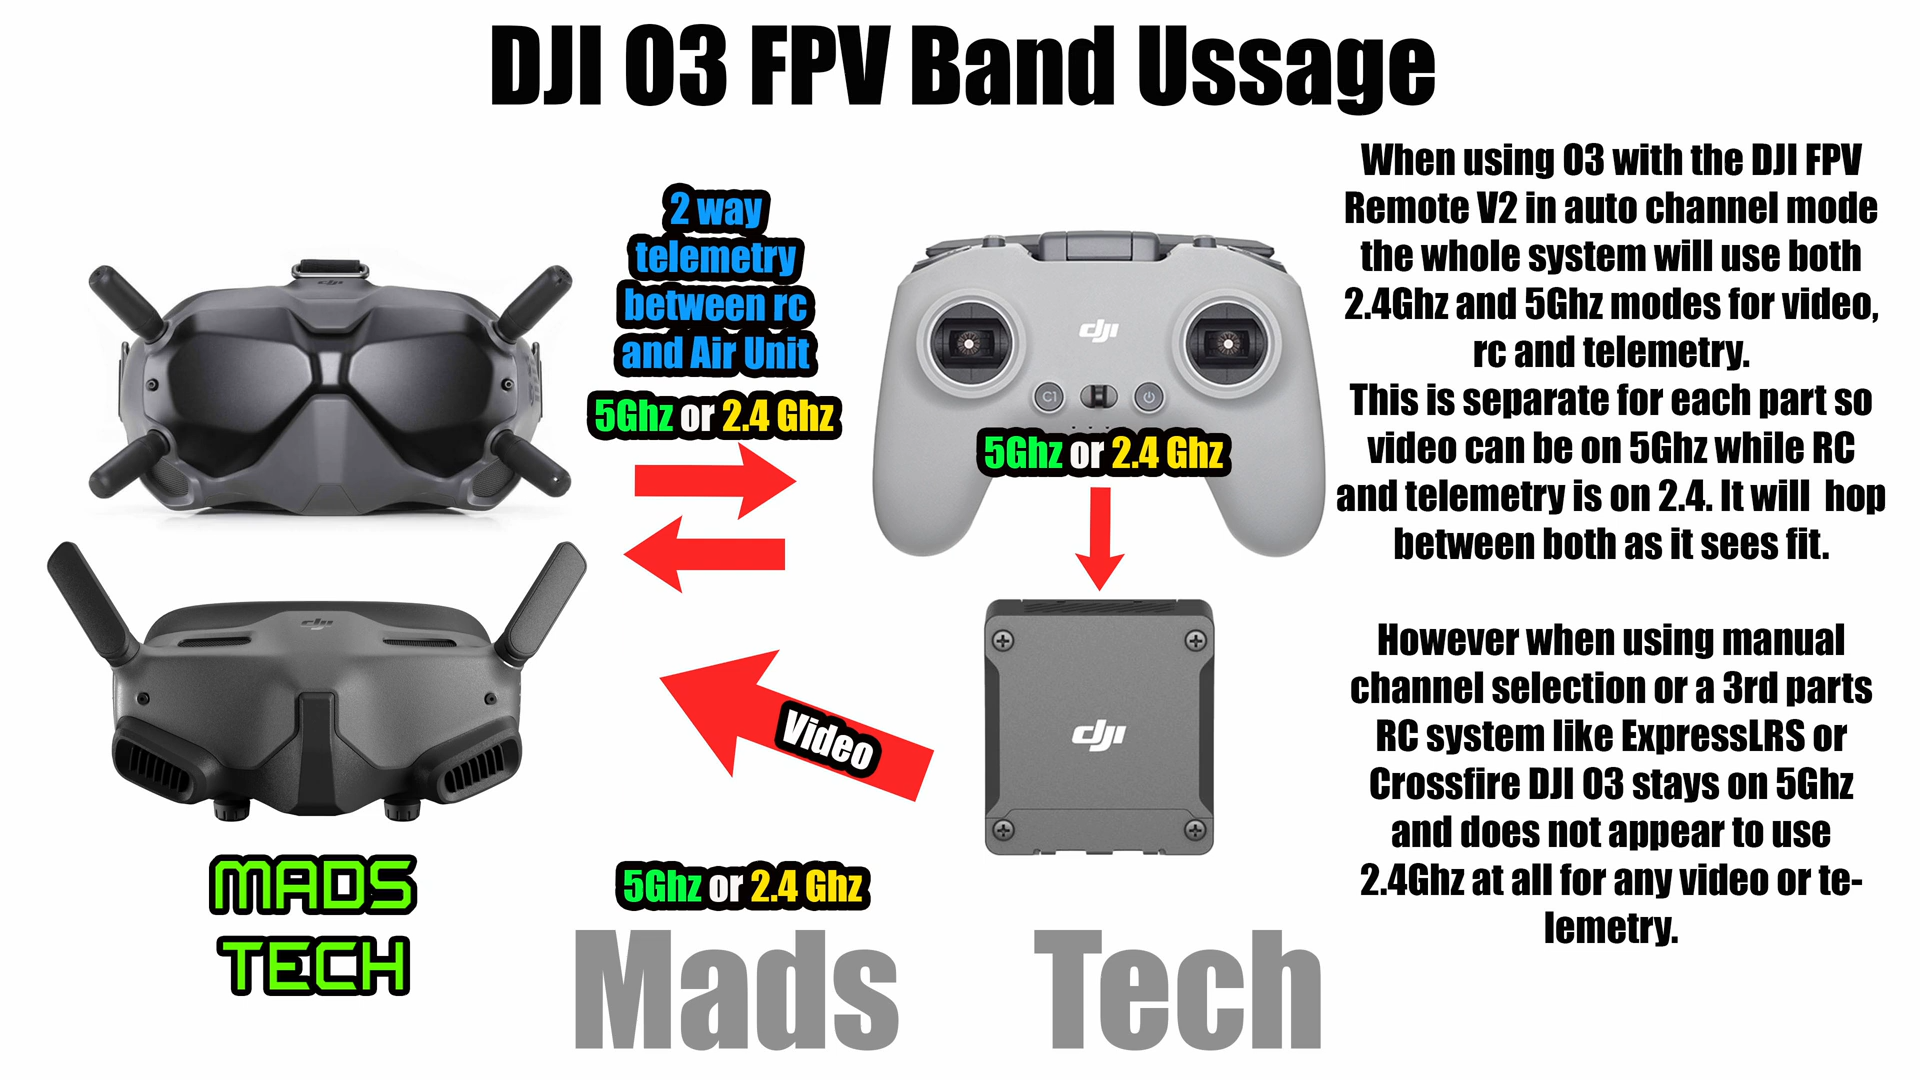 DJI O3 FPV Band Ussage
2 way
telemetry
between rc
and Air Unit
5Ghz or 2.4 Ghz
dji
dji
C1
5Ghz or 2.4 Ghz
dji
dji
Video
5Ghz or 2.4 Ghz
MADS
TECH
Mads Tech
When using O3 with the DJI FPV
Remote V2 in auto channel mode
the whole system will use both
2.4Ghz and 5Ghz modes for video,
rc and telemetry.
This is separate for each part so
video can be on 5Ghz while RC
and telemetry is on 2.4. It will  hop
between both as it sees fit.
However when using manual
channel selection or a 3rd parts
RC system like ExpressLRS or
Crossfire DJI O3 stays on 5Ghz
and does not appear to use
2.4Ghz at all for any video or te-
lemetry.